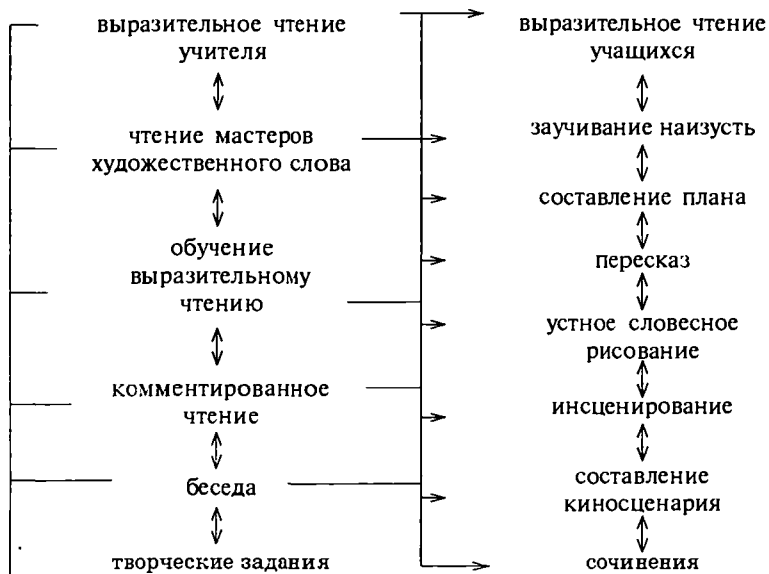 выразительное чтение
учителя
чтение мастеров
художественного слова
обучение
выразительному
чтению
комментированное
чтение
беседа
творческие задания
выразительное чтение
учащихся
заучивание наизусть
составление плана
пересказ
устное словесное
рисование
инсценирование
составление
киносценария
сочинения